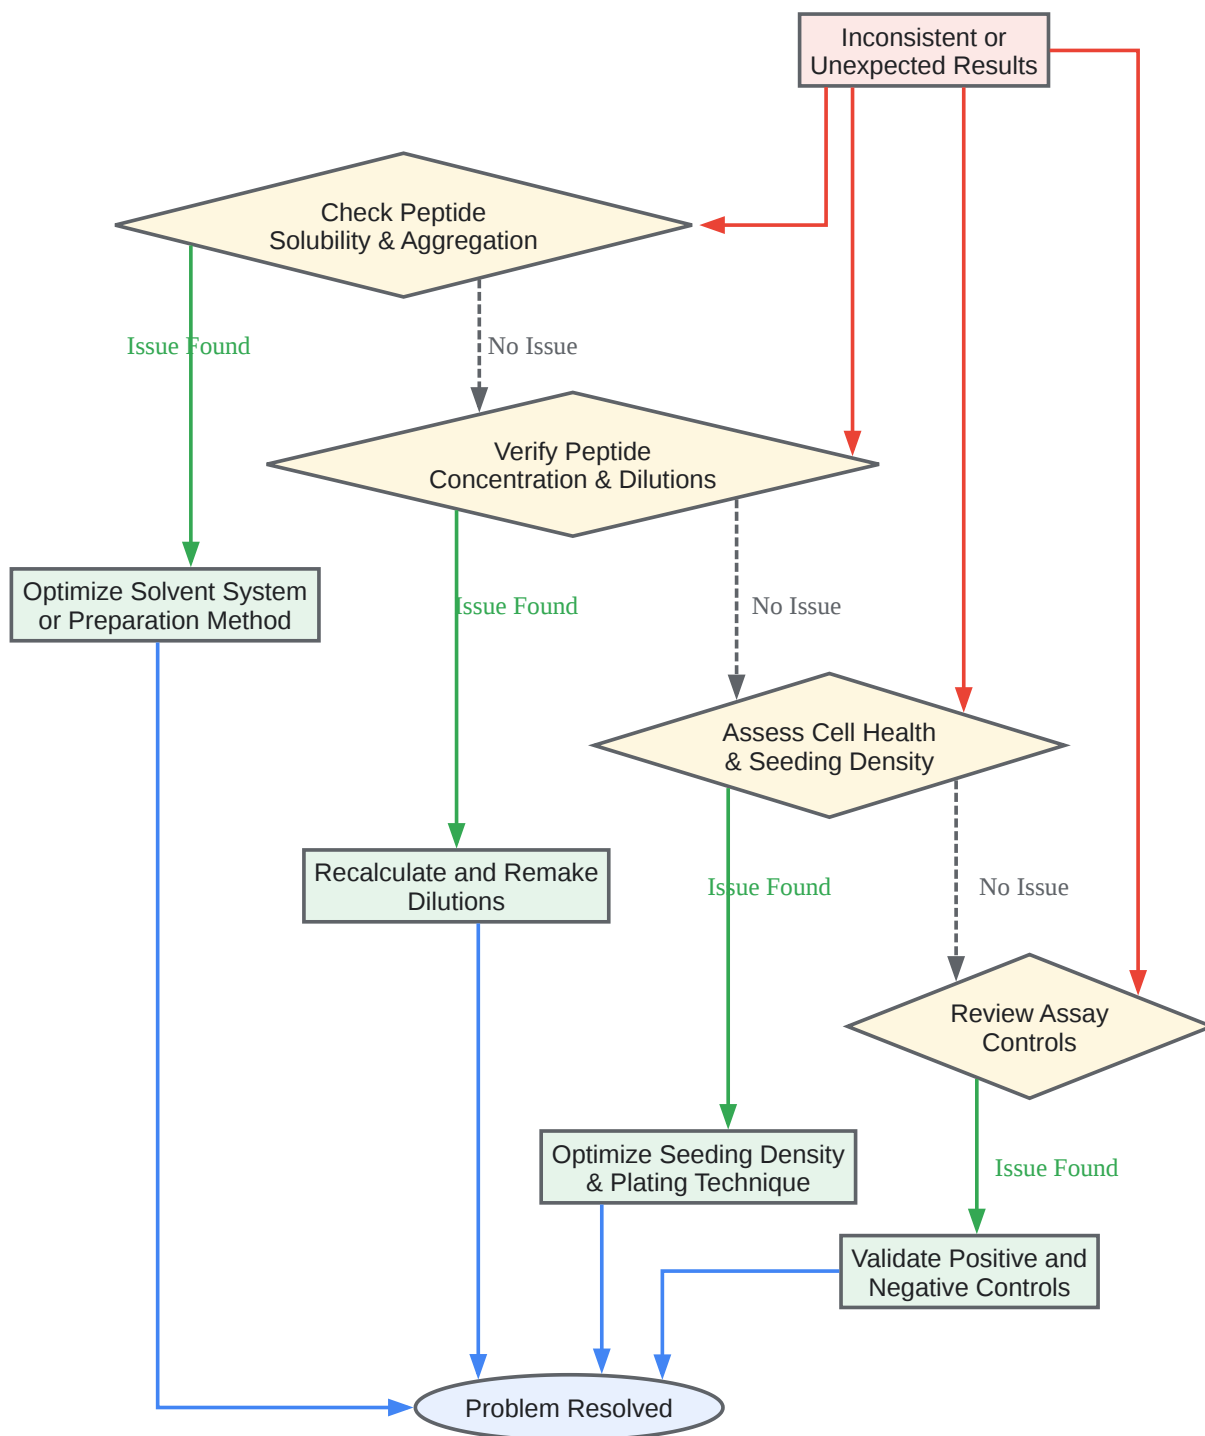 Inconsistent or
Unexpected Results
Check Peptide
Solubility & Aggregation
Issue Found
No Issue
Verify Peptide
Concentration & Dilutions
Optimize Solvent System
or Preparation Method
Issue Found
No Issue
Assess Cell Health
& Seeding Density
Recalculate and Remake
Dilutions
Issue Found
No Issue
Review Assay
Controls
Optimize Seeding Density
& Plating Technique
Issue Found
Validate Positive and
Negative Controls
Problem Resolved